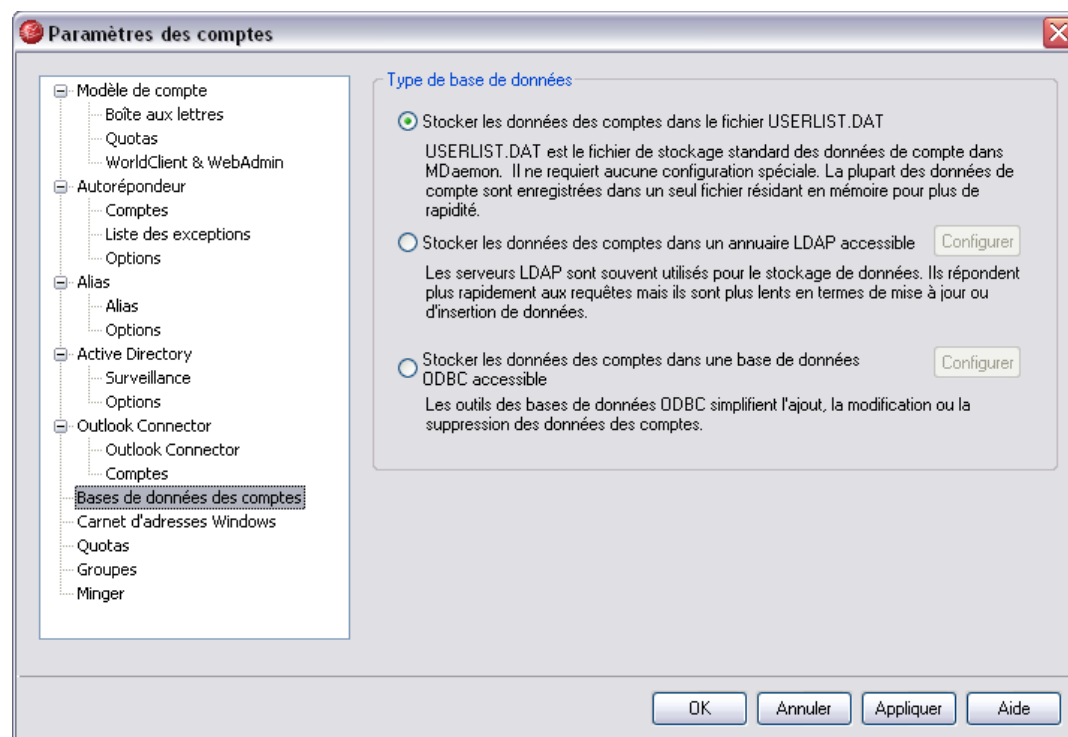 Paramètres des comptes
Modèle de compte
Boîte aux lettres
Quotas
WorldClient & WebAdmin
Autorépondeur
Comptes
Liste des exceptions
Options
Alias
Alias
Options
Active Directory
Surveillance
Options
Outlook Connector
Outlook Connector
Comptes
Bases de données des comptes
Carnet d'adresses Windows
Quotas
Groupes
Minger
Type de base de données
Stocker les données des comptes dans le fichier USERLIST.DAT
USERLIST.DAT est le fichier de stockage standard des données de compte dans
MDaemon. Il ne requiert aucune configuration spéciale. La plupart des données de
compte sont enregistrées dans un seul fichier résidant en mémoire pour plus de
rapidité.
Stocker les données des comptes dans un annuaire LDAP accessible
Configurer
Les serveurs LDAP sont souvent utilisés pour le stockage de données. Ils répondent
plus rapidement aux requêtes mais ils sont plus lents en termes de mise à jour ou
d'insertion de données.
Stocker les données des comptes dans une base de données
ODBC accessible
Configurer
Les outils des bases de données ODBC simplifient l'ajout, la modification ou la
suppression des données des comptes.
OK
Annuler
Appliquer
Aide